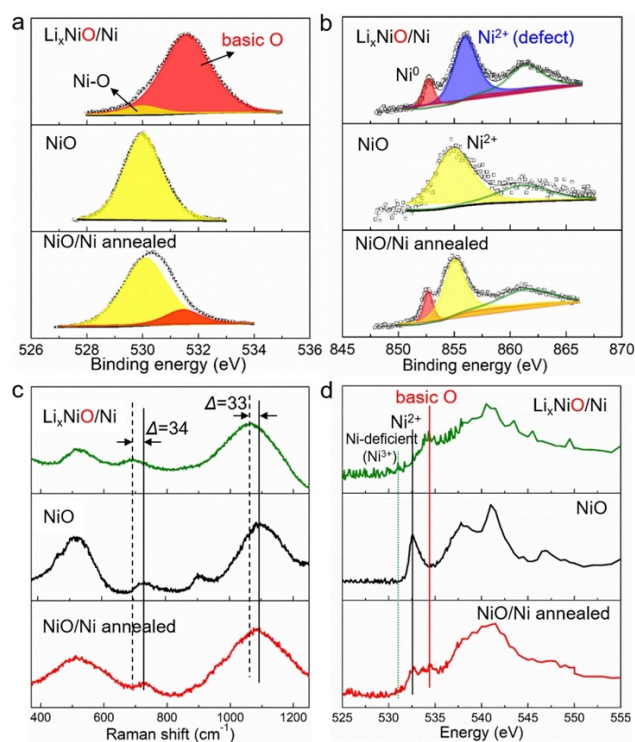 a
LixNiO/Ni
basic O
Ni-O
NiO
NiO/Ni annealed
526 528 530 532 534 536
Binding energy (eV)
b
LixNiO/Ni
Ni2+ (defect)
Ni0
NiO
Ni2+
NiO/Ni annealed
845 850 855 860 865 870
Binding energy (eV)
c
LixNiO/Ni
Δ=33
Δ=34
NiO
NiO/Ni annealed
400 600 800 1000 1200
Raman shift (cm-1)
d
basic O
LixNiO/Ni
Ni2+
Ni-deficient
(Ni3+)
NiO
NiO/Ni annealed
525 530 535 540 545 550 555
Energy (eV)